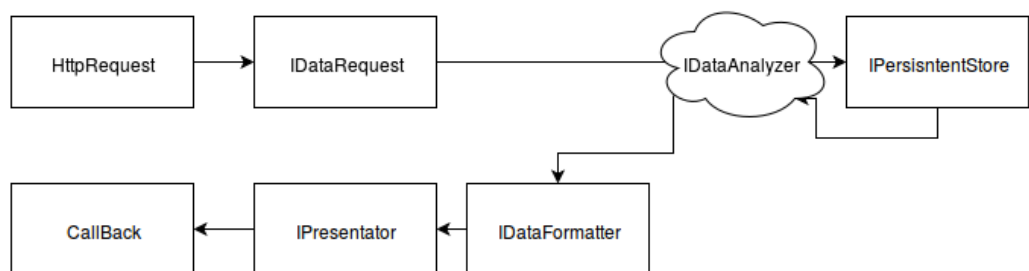 HttpRequest
IDataRequest
IDataAnalyzer
IPersisntentStore
CallBack
IPresentator
IDataFormatter